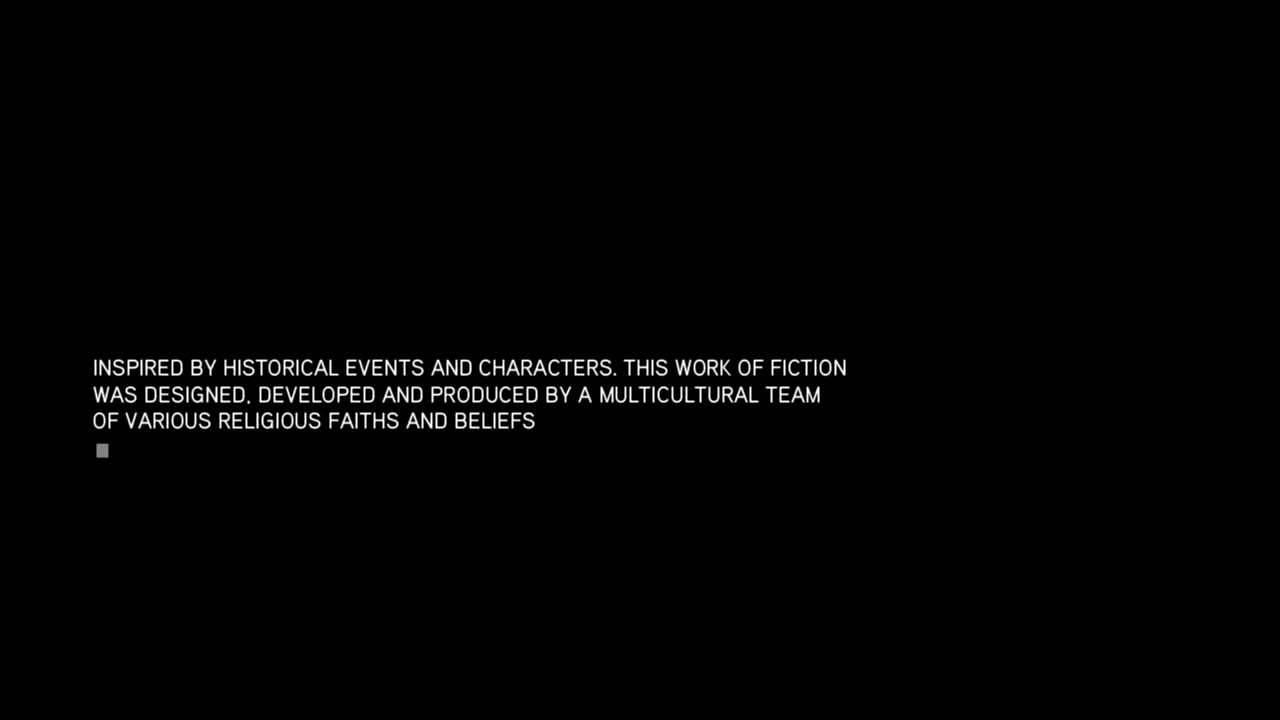 INSPIRED BY HISTORICAL EVENTS AND CHARACTERS. THIS WORK OF FICTION
WAS DESIGNED, DEVELOPED AND PRODUCED BY A MULTICULTURAL TEAM
OF VARIOUS RELIGIOUS FAITHS AND BELIEFS